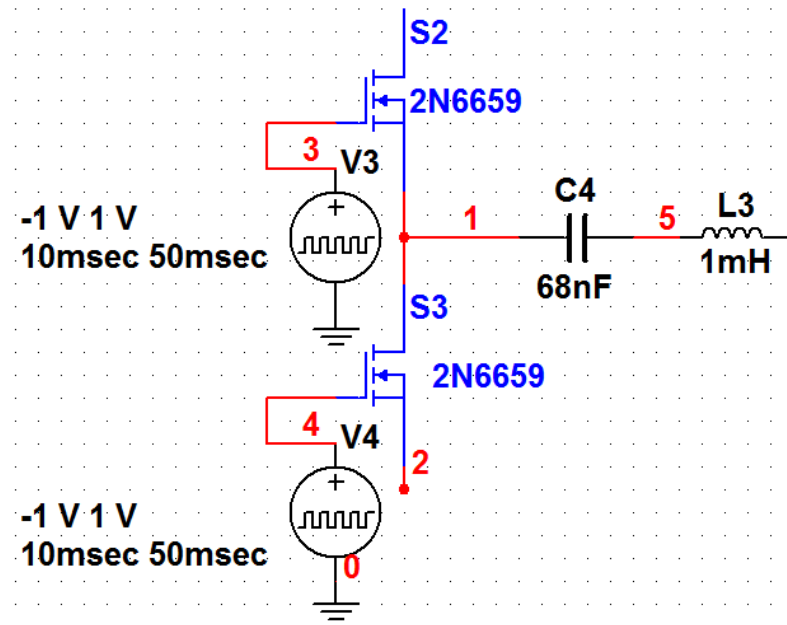 S2
2N6659
3
V3
-1 V 1 V
10msec 50msec
+
1
C4
68nF
5
L3
1mH
S3
2N6659
4
V4
2
-1 V 1 V
10msec 50msec
+
0